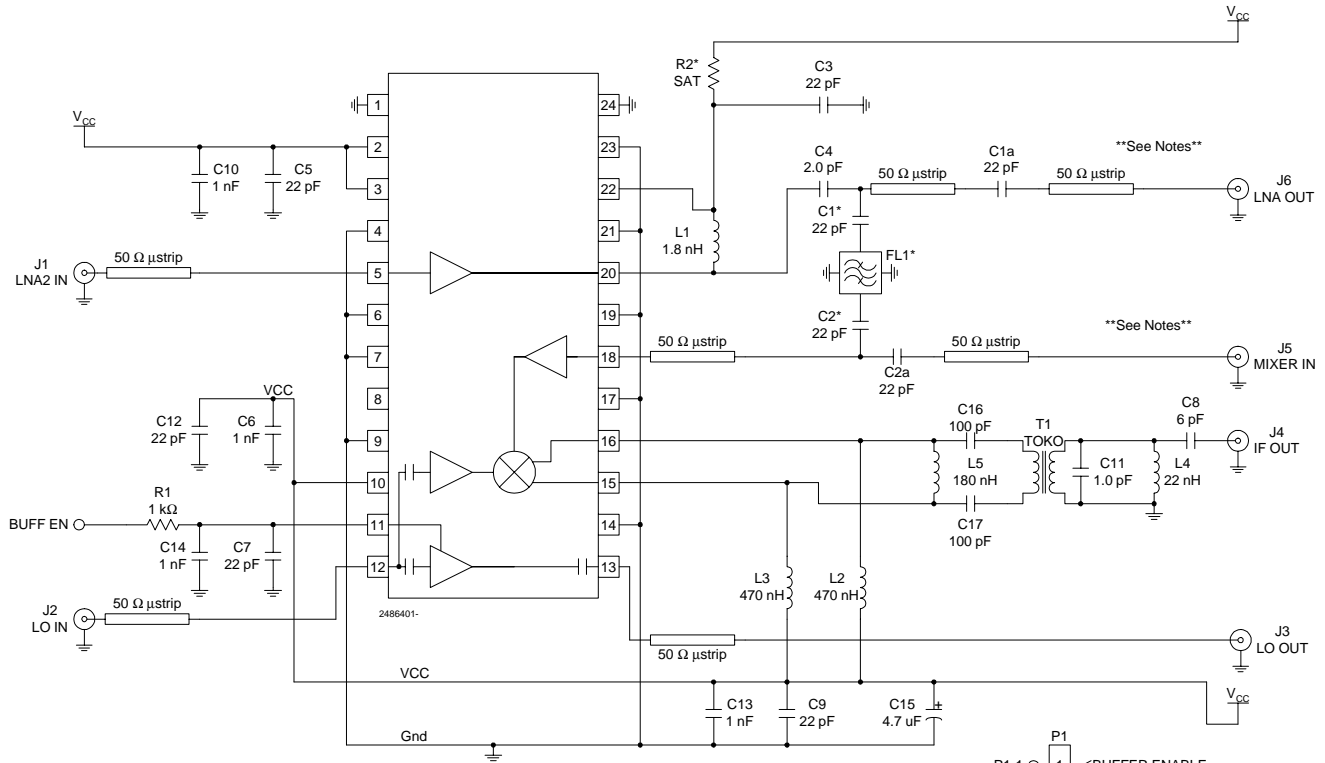 VCC
R2*
SAT
C3
22 pF
VCC
C10
1 nF
C5
22 pF
1
2
3
4
5
6
7
8
9
10
11
12
24
23
22
21
20
19
18
17
16
15
14
13
L1
1.8 nH
C4
2.0 pF
50 Ω µstrip
C1a
22 pF
**See Notes**
50 Ω µstrip
J6
LNA OUT
C1*
22 pF
FL1*
C2*
22 pF
J1
LNA2 IN
50 Ω µstrip
50 Ω µstrip
C2a
22 pF
50 Ω µstrip
**See Notes**
J5
MIXER IN
VCC
C12
22 pF
C6
1 nF
C16
100 pF
L5
180 nH
C17
100 pF
T1
TOKO
C11
1.0 pF
L4
22 nH
C8
6 pF
J4
IF OUT
BUFF EN
R1
1 kΩ
C14
1 nF
C7
22 pF
J2
LO IN
50 Ω µstrip
2486401-
L3
470 nH
L2
470 nH
50 Ω µstrip
J3
LO OUT
VCC
C13
1 nF
C9
22 pF
C15
+
4.7 uF
VCC
Gnd
P1